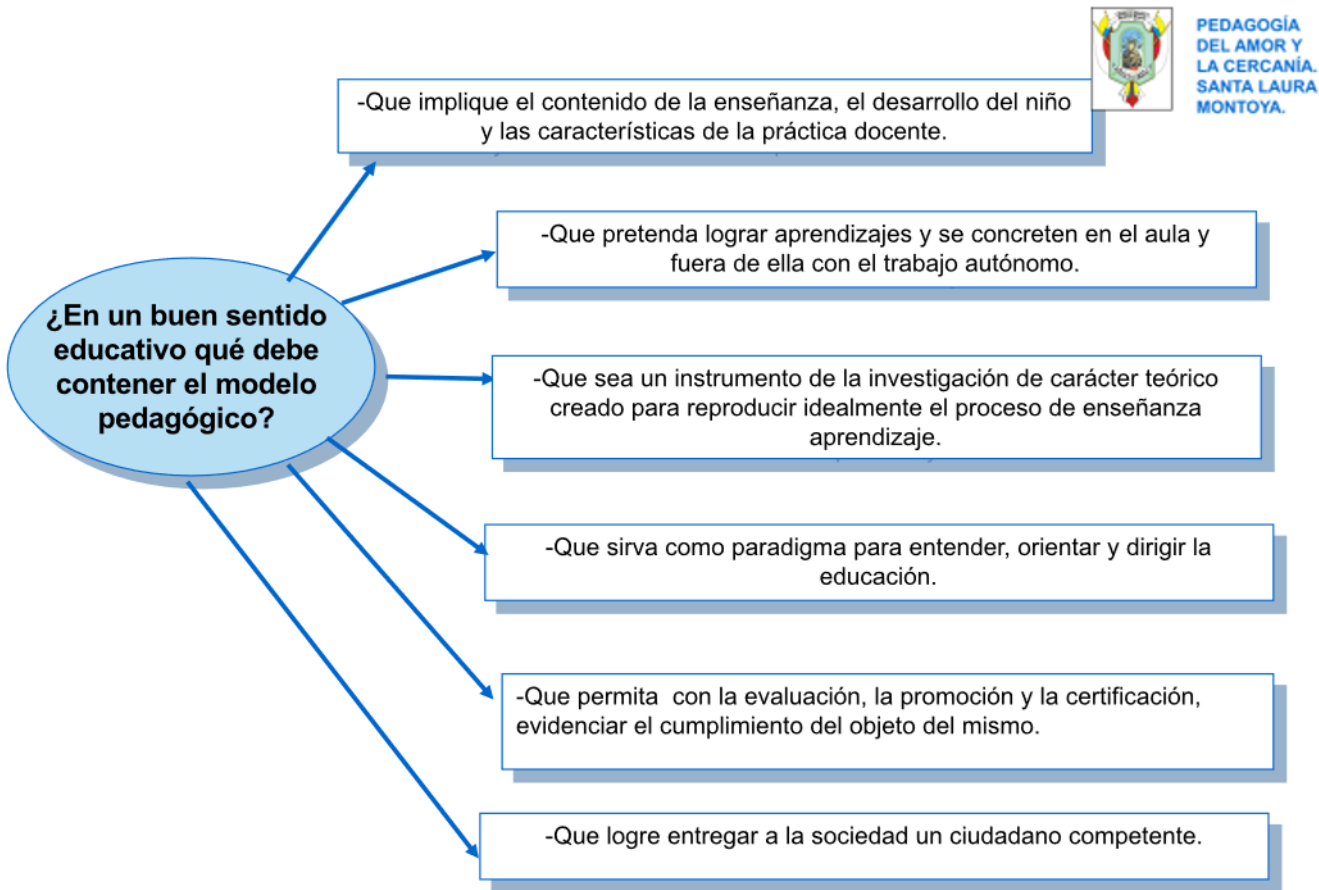 PEDAGOGÍA
DEL AMOR Y
LA CERCANÍA.
SANTA LAURA
MONTOYA.
-Que implique el contenido de la enseñanza, el desarrollo del niño
y las características de la práctica docente.
-Que pretenda lograr aprendizajes y se concreten en el aula y
fuera de ella con el trabajo autónomo.
¿En un buen sentido
educativo qué debe
contener el modelo
pedagógico?
-Que sea un instrumento de la investigación de carácter teórico
creado para reproducir idealmente el proceso de enseñanza
aprendizaje.
-Que sirva como paradigma para entender, orientar y dirigir la
educación.
-Que permita  con la evaluación, la promoción y la certificación,
evidenciar el cumplimiento del objeto del mismo.
-Que logre entregar a la sociedad un ciudadano competente.